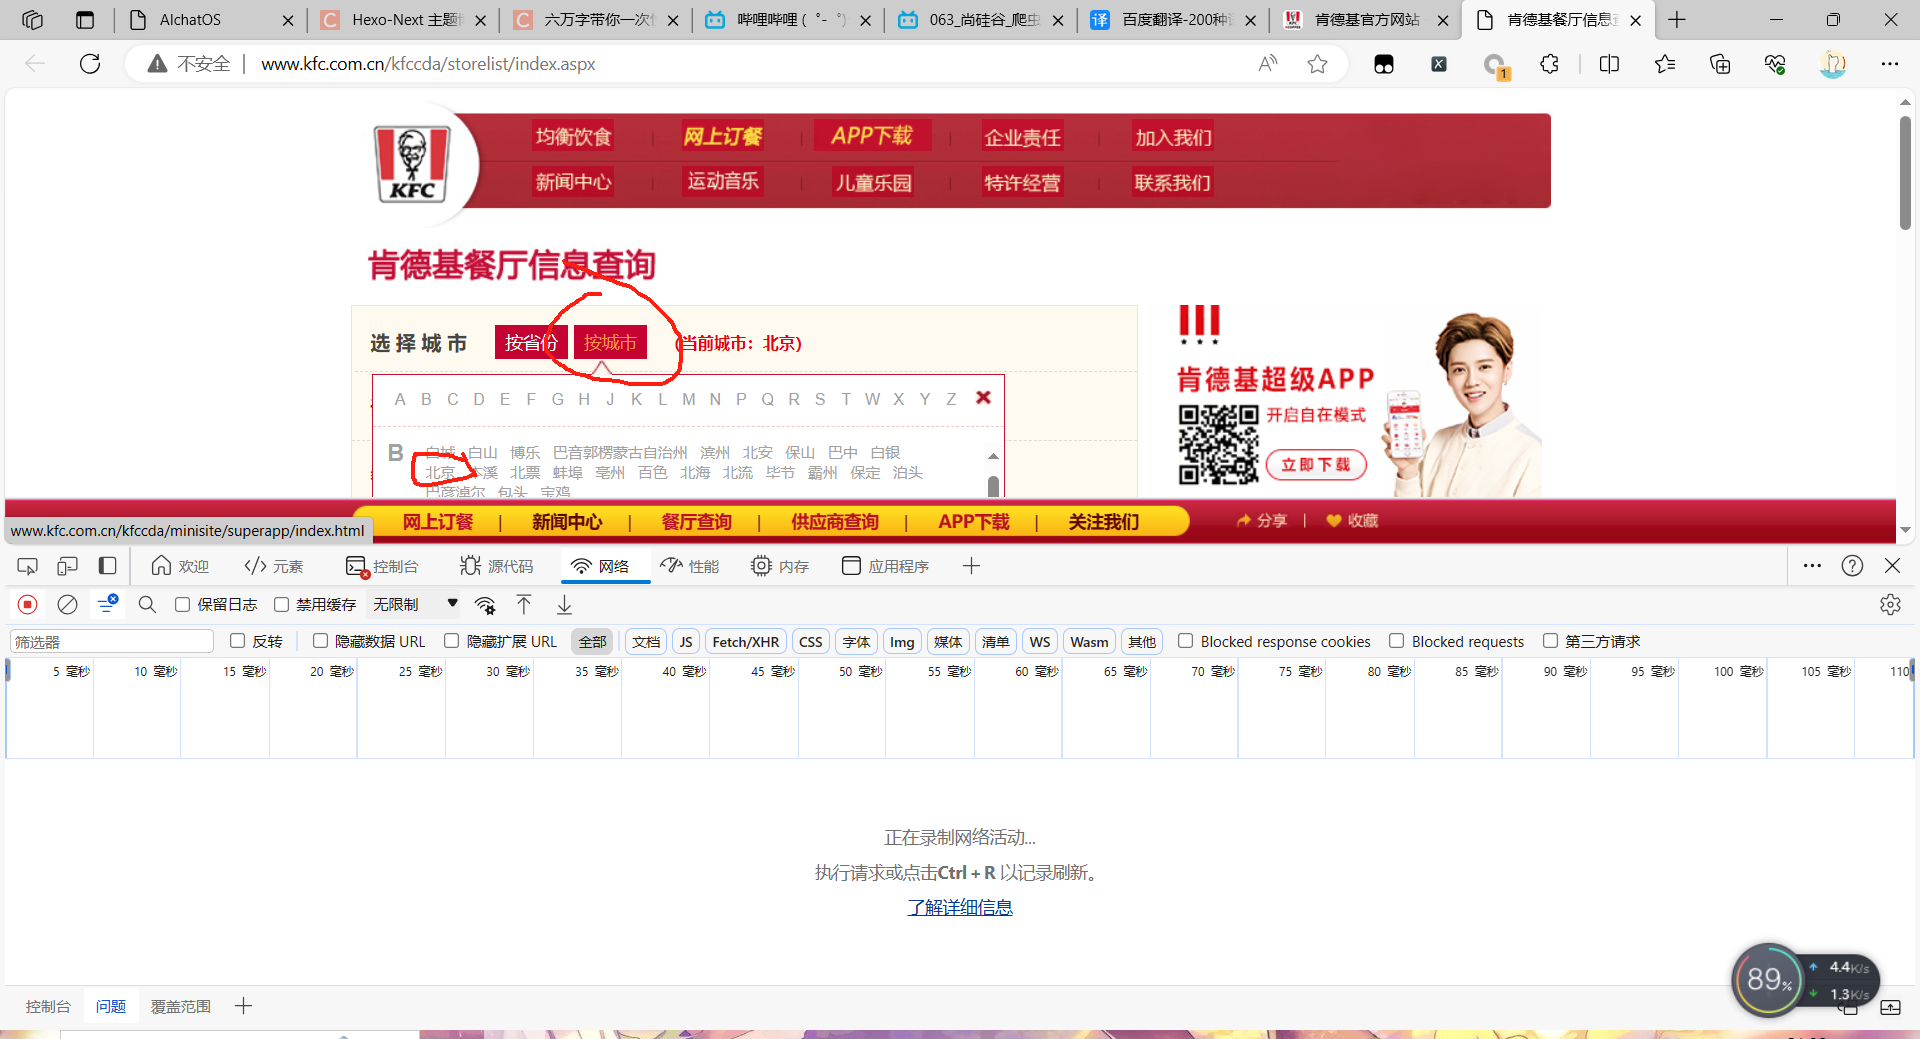 AIchatOS
Hexo-Next 主题
六万字带你一次
哔哩哔哩 ( ゜- ゜)
063_尚硅谷_爬虫
百度翻译-200种
肯德基官方网站
肯德基餐厅信息
不安全 | www.kfc.com.cn/kfccda/storelist/index.aspx
1
KFC
均衡饮食 网上订餐 APP下载 企业责任 加入我们
新闻中心 运动音乐 儿童乐园 特许经营 联系我们
肯德基餐厅信息查询
选择城市 按省份 按城市 (当前城市：北京)
A B C D E F G H J K L M N P Q R S T W X Y Z
B 白城 白山 博乐 巴音郭楞蒙古自治州 滨州 北安 保山 巴中 白银
北京 本溪 北票 蚌埠 亳州 百色 北海 北流 毕节 霸州 保定 泊头
巴彦淖尔 包头 宝鸡
肯德基超级APP
开启自在模式
立即下载
网上订餐 | 新闻中心 | 餐厅查询 | 供应商查询 | APP下载 | 关注我们
分享 | 收藏
www.kfc.com.cn/kfccda/minisite/superapp/index.html
欢迎 元素 控制台 源代码 网络 性能 内存 应用程序
保留日志 禁用缓存 无限制
筛选器 反转 隐藏数据 URL 隐藏扩展 URL 全部 文档 JS Fetch/XHR CSS 字体 Img 媒体 清单 WS Wasm 其他 Blocked response cookies Blocked requests 第三方请求
5 毫秒 10 毫秒 15 毫秒 20 毫秒 25 毫秒 30 毫秒 35 毫秒 40 毫秒 45 毫秒 50 毫秒 55 毫秒 60 毫秒 65 毫秒 70 毫秒 75 毫秒 80 毫秒 85 毫秒 90 毫秒 95 毫秒 100 毫秒 105 毫秒 110
正在录制网络活动...
执行请求或点击Ctrl + R 以记录刷新。
了解详细信息
89%
4.4K/s
1.3K/s
控制台 问题 覆盖范围